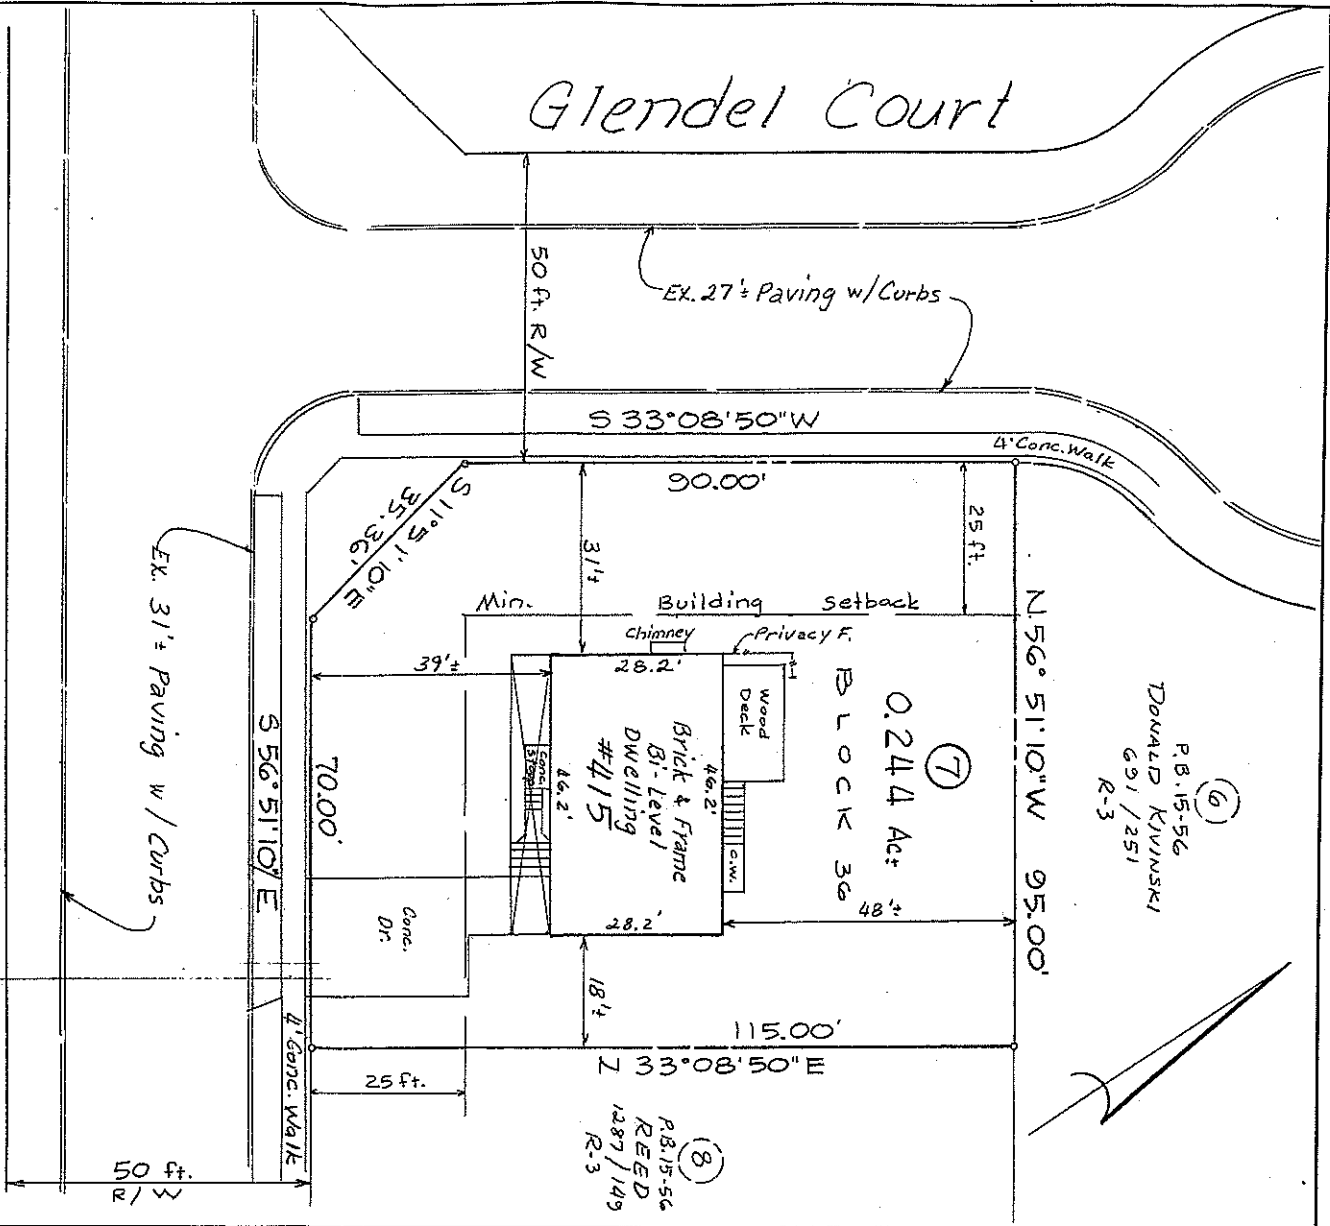 Glendel Court
50 ft. R/W
Ex. 27'± Paving w/Curbs
S 33°08'50"W
4' Conc. Walk
90.00'
S 11°51'10"E
35.36'
31'±
25 ft.
Min. Building Setback
Chimney
Privacy F.
39'±
28.2'
Wood
Deck
N 56°51'10"W 95.00'
7
0.244 Ac±
BLOCK 36
6
P.B. 15-56
DONALD KIVINSKI
691/251
R-3
Ex. 31'± Paving w/Curbs
S 56°51'10"E
70.00'
Conc.
Stoop
46.2'
Brick & Frame
Bi-Level
Dwelling
#415
46.2'
O.W.
48'±
28.2'
Conc.
Dr.
18'±
115.00'
N 33°08'50"E
4' Conc. Walk
25 ft.
50 ft.
R/W
8
P.B. 15-56
REED
1287/149
R-3